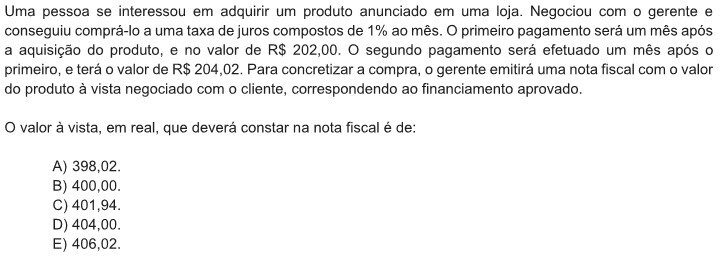 Uma pessoa se interessou em adquirir um produto anunciado em uma loja. Negociou com o gerente e
conseguiu comprá-lo a uma taxa de juros compostos de 1% ao mês. O primeiro pagamento será um mês após
a aquisição do produto, e no valor de R$ 202,00. O segundo pagamento será efetuado um mês após o
primeiro, e terá o valor de R$ 204,02. Para concretizar a compra, o gerente emitirá uma nota fiscal com o valor
do produto à vista negociado com o cliente, correspondendo ao financiamento aprovado.
O valor à vista, em real, que deverá constar na nota fiscal é de:
A) 398,02.
B) 400,00.
C) 401,94.
D) 404,00.
E) 406,02.